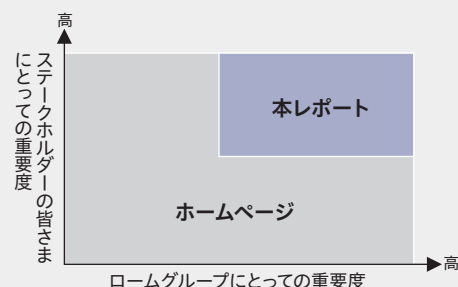 高
ステークホルダーの皆さま
にとっての重要度
本レポート
ホームページ
高
ロームグループにとっての重要度